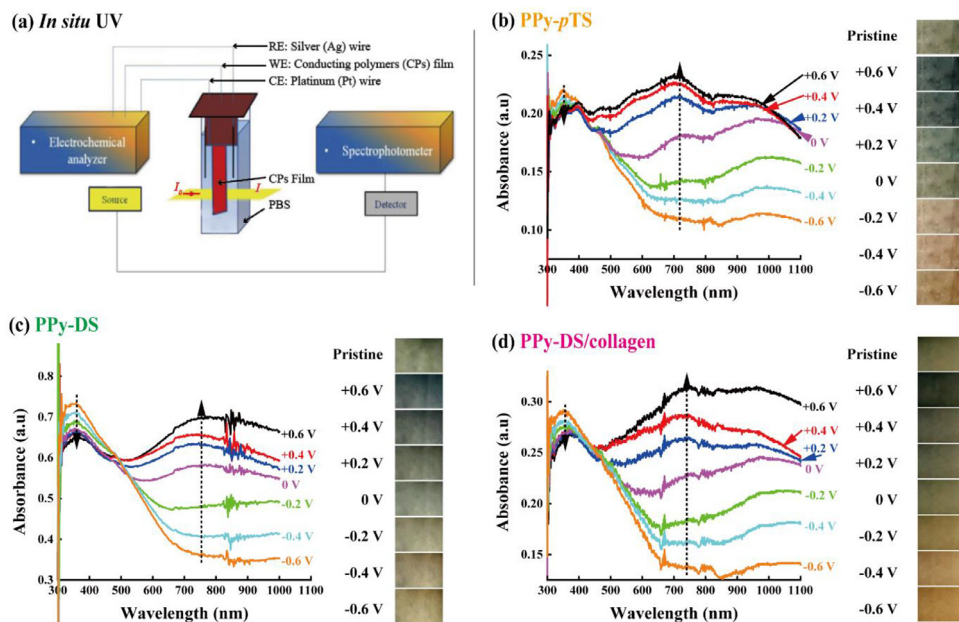 (a) In situ UV
RE: Silver (Ag) wire
WE: Conducting polymers (CPs) film
CE: Platinum (Pt) wire
• Electrochemical
analyzer
• Spectrophotometer
CPs Film
I₀
I
Source
PBS
Detector
(b) PPy-pTS
Absorbance (a.u)
0.25
0.20
0.15
0.10
300 400 500 600 700 800 900 1000 1100
Wavelength (nm)
+0.6 V
+0.4 V
+0.2 V
0 V
-0.2 V
-0.4 V
-0.6 V
Pristine
+0.6 V
+0.4 V
+0.2 V
0 V
-0.2 V
-0.4 V
-0.6 V
(c) PPy-DS
Absorbance (a.u)
0.8
0.7
0.6
0.5
0.4
0.3
300 400 500 600 700 800 900 1000 1100
Wavelength (nm)
+0.6 V
+0.4 V
+0.2 V
0 V
-0.2 V
-0.4 V
-0.6 V
Pristine
+0.6 V
+0.4 V
+0.2 V
0 V
-0.2 V
-0.4 V
-0.6 V
(d) PPy-DS/collagen
Absorbance (a.u)
0.30
0.25
0.20
0.15
300 400 500 600 700 800 900 1000 1100
Wavelength (nm)
+0.6 V
+0.4 V
+0.2 V
0 V
-0.2 V
-0.4 V
-0.6 V
Pristine
+0.6 V
+0.4 V
+0.2 V
0 V
-0.2 V
-0.4 V
-0.6 V